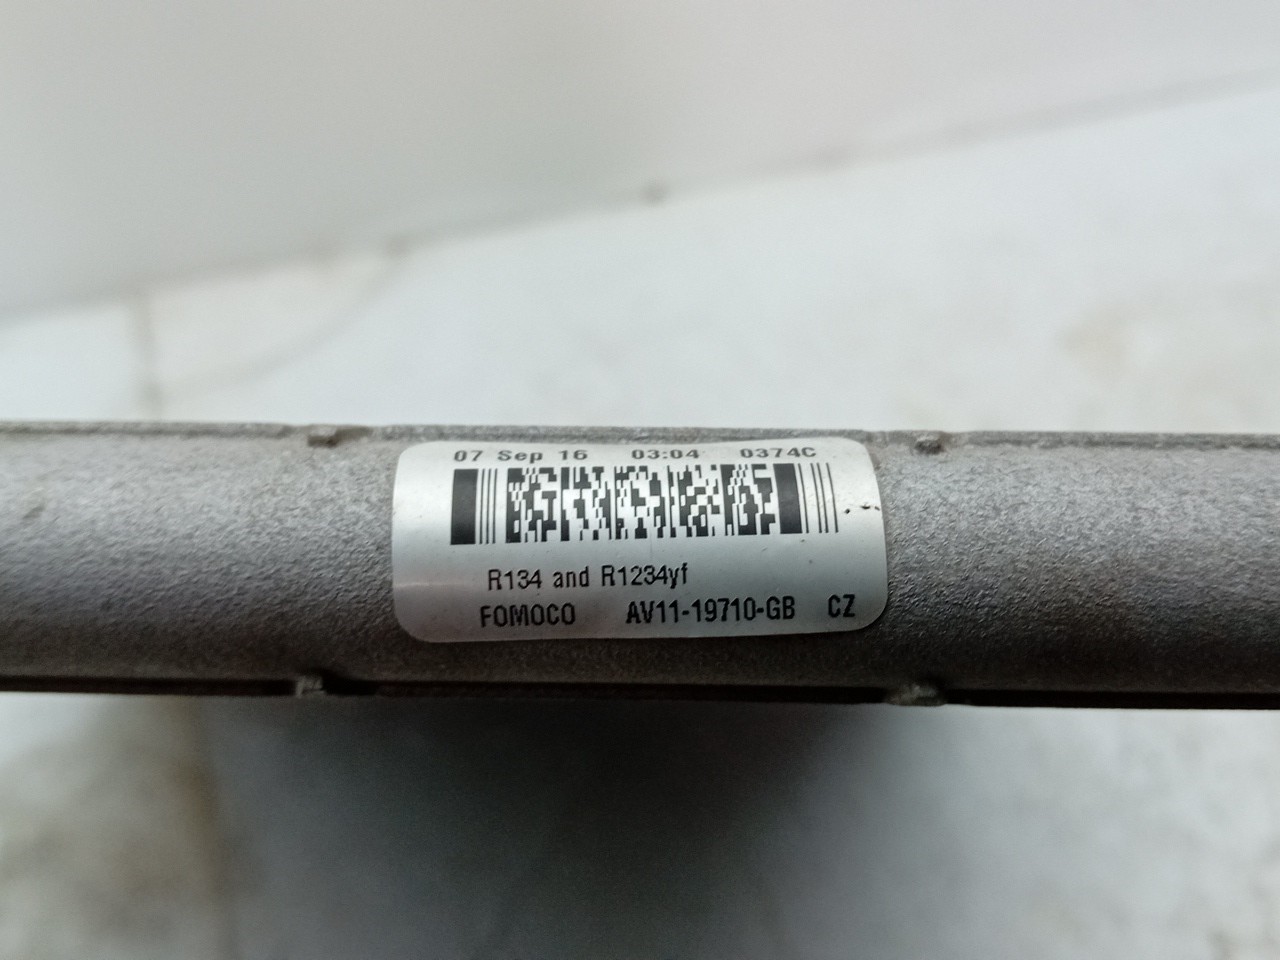 07 Sep 16 03:04 0374C
R134 and R1234yf
FOMOCO AV11-19710-GB CZ